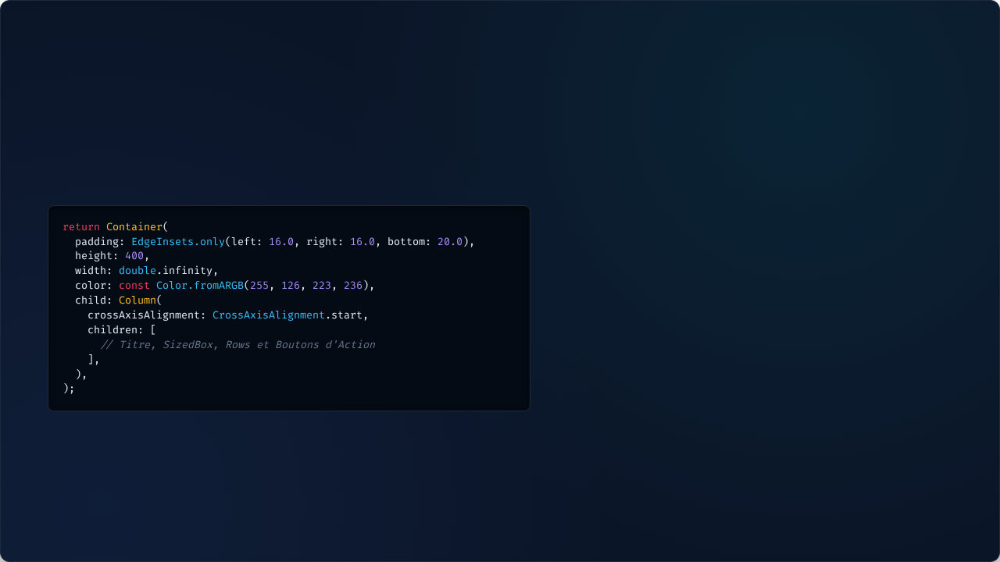 return Container(
  padding: EdgeInsets.only(left: 16.0, right: 16.0, bottom: 20.0),
  height: 400,
  width: double.infinity,
  color: const Color.fromARGB(255, 126, 223, 236),
  child: Column(
    crossAxisAlignment: CrossAxisAlignment.start,
    children: [
      // Titre, SizedBox, Rows et Boutons d'Action
    ],
  ),
);